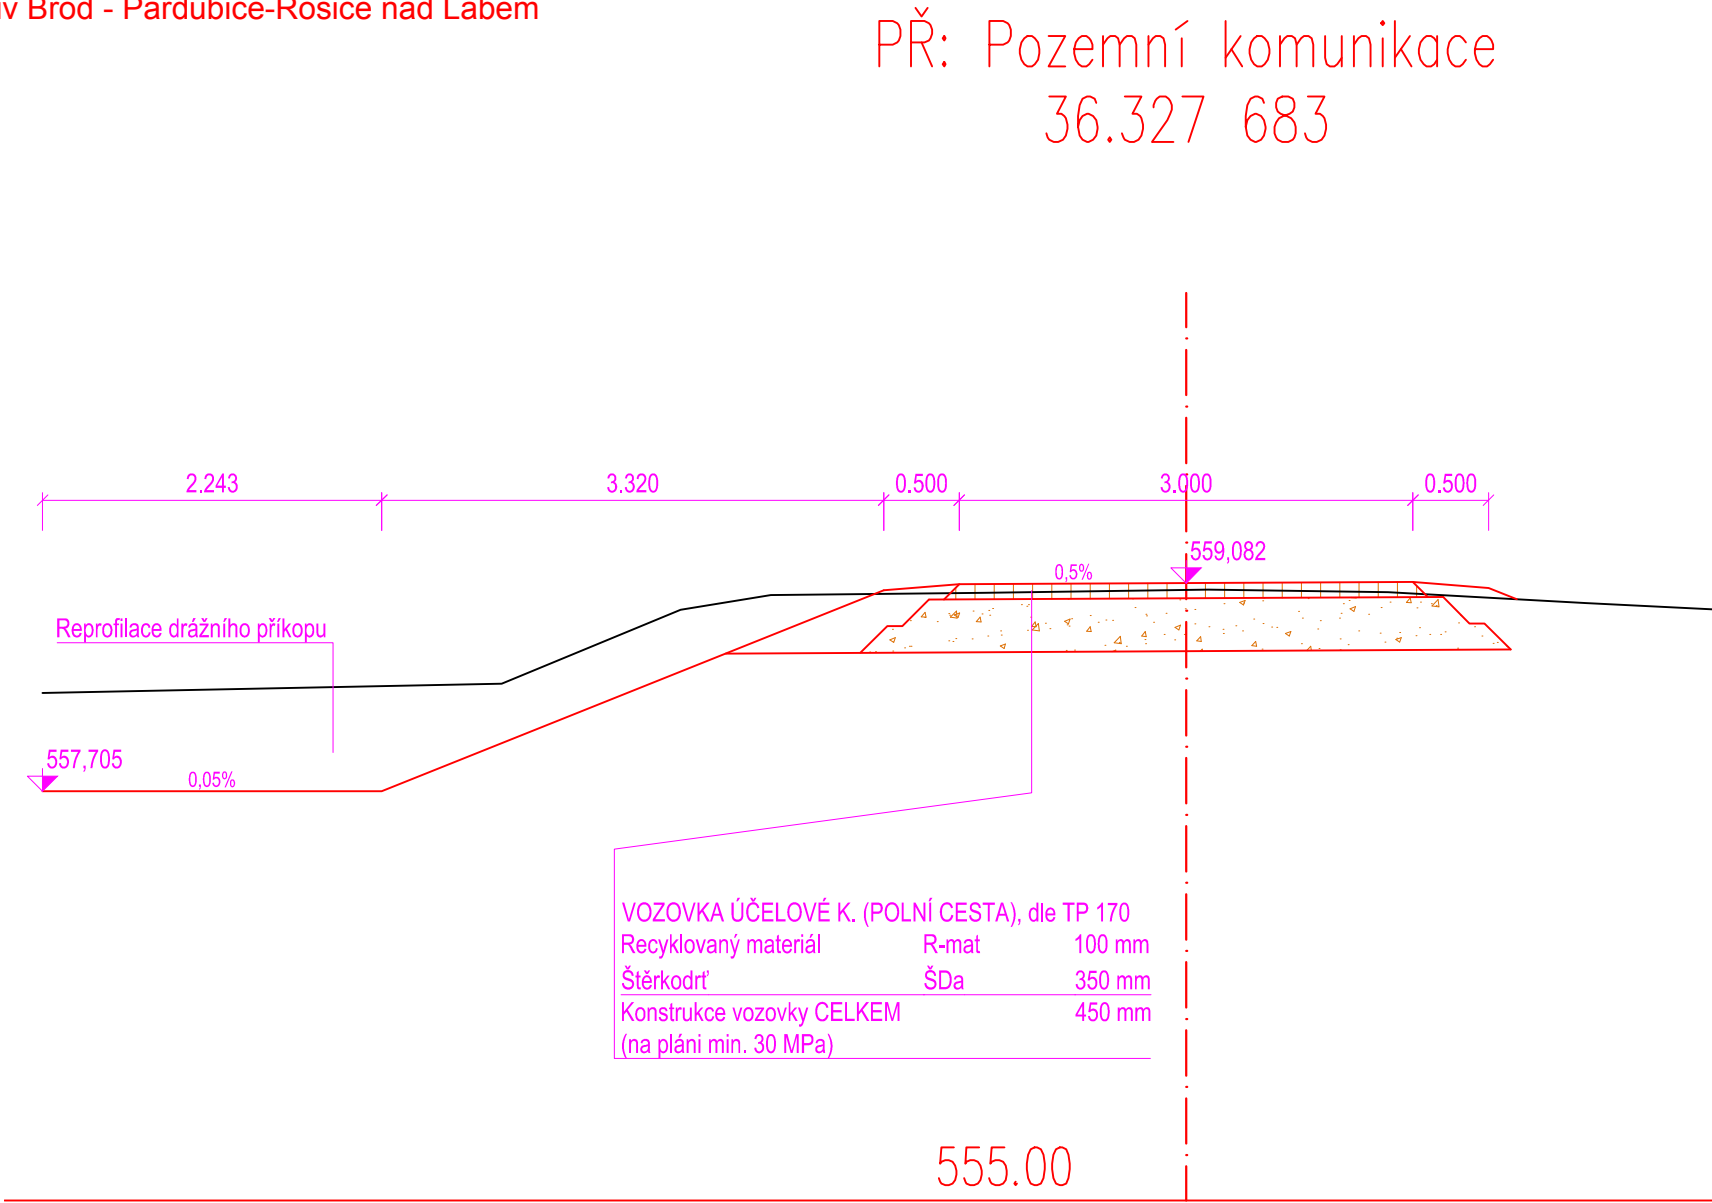 Brod - Pardubice-Rosice nad Labem
PŘ: Pozemní komunikace
36.327 683
2.243
3.320
0.500
3.000
0.500
559,082
0,5%
Reprofilace drážního příkopu
557,705
0,05%
VOZOVKA ÚČELOVÉ K. (POLNÍ CESTA), dle TP 170
Recyklovaný materiál R-mat 100 mm
Štěrkodrť ŠDa 350 mm
Konstrukce vozovky CELKEM 450 mm
(na pláni min. 30 MPa)
555.00